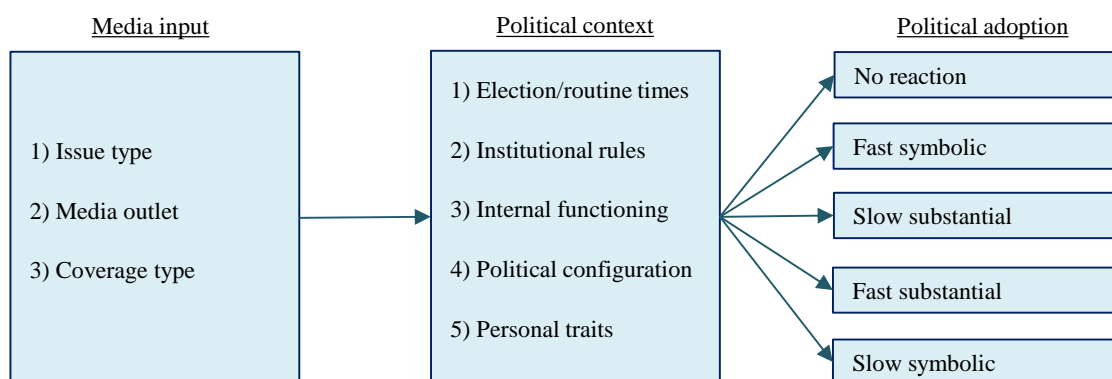 Media input
1) Issue type
2) Media outlet
3) Coverage type
Political context
1) Election/routine times
2) Institutional rules
3) Internal functioning
4) Political configuration
5) Personal traits
Political adoption
No reaction
Fast symbolic
Slow substantial
Fast substantial
Slow symbolic